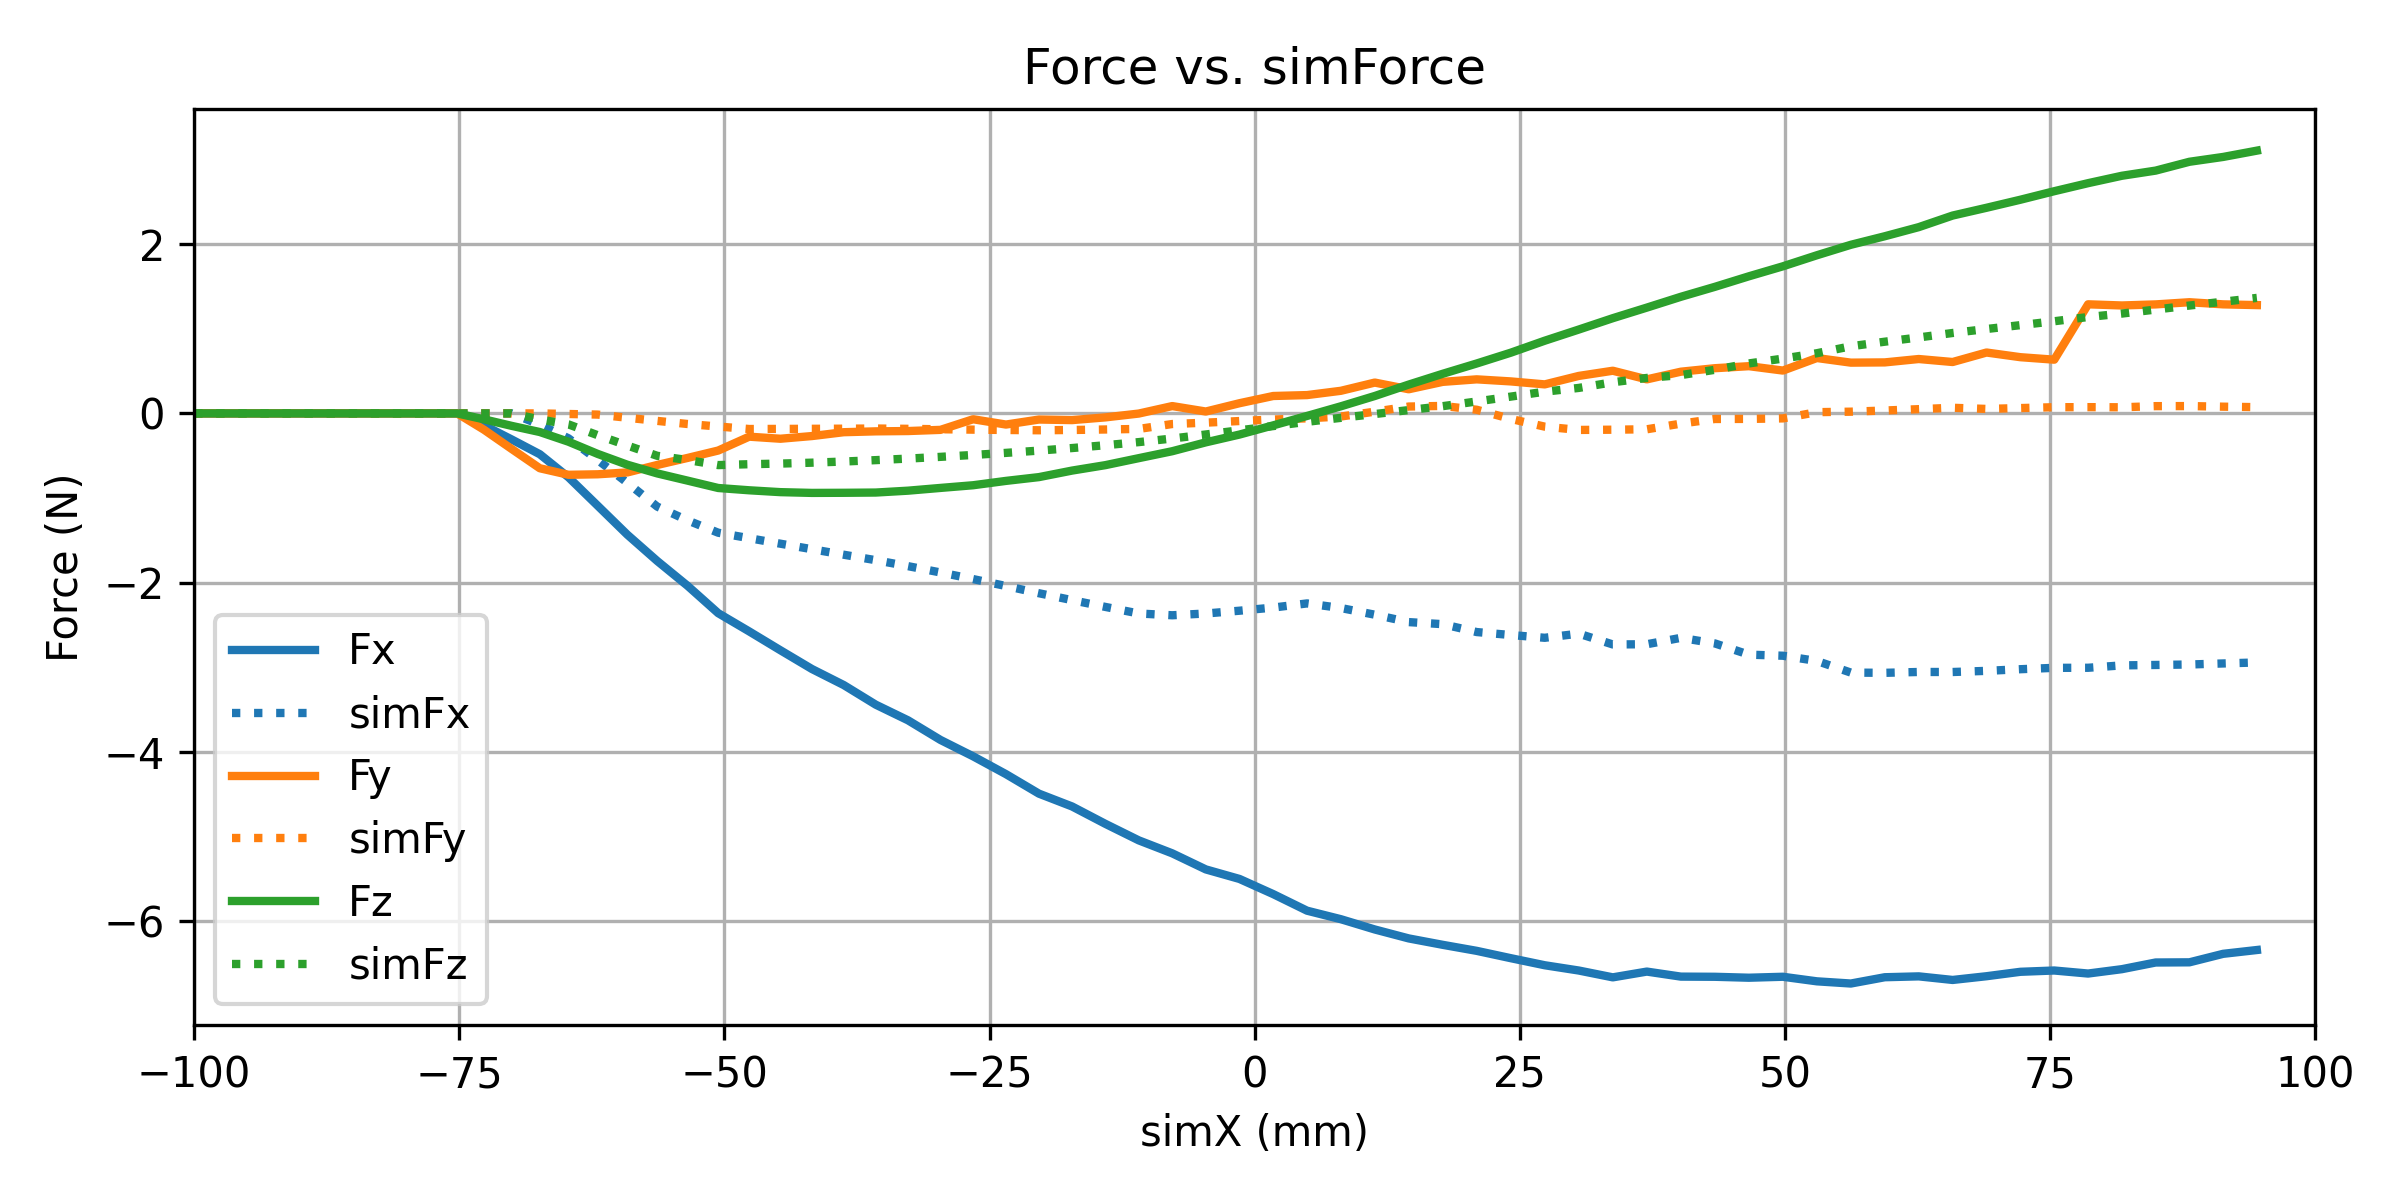 Force vs. simForce
Force (N)
2
0
−2
−4
−6
Fx
simFx
Fy
simFy
Fz
simFz
−100 −75 −50 −25 0 25 50 75 100
simX (mm)